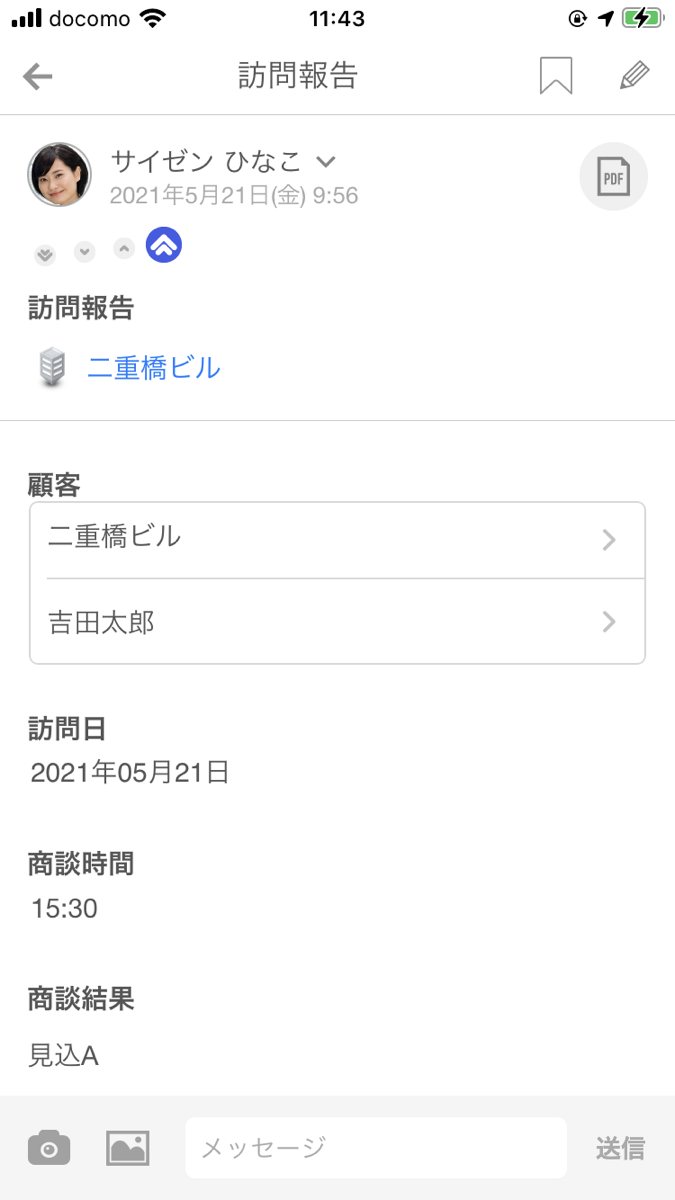 docomo 11:43
訪問報告
サイゼン ひなこ
2021年5月21日(金) 9:56
PDF
訪問報告
二重橋ビル
顧客
二重橋ビル
吉田太郎
訪問日
2021年05月21日
商談時間
15:30
商談結果
見込A
メッセージ 送信